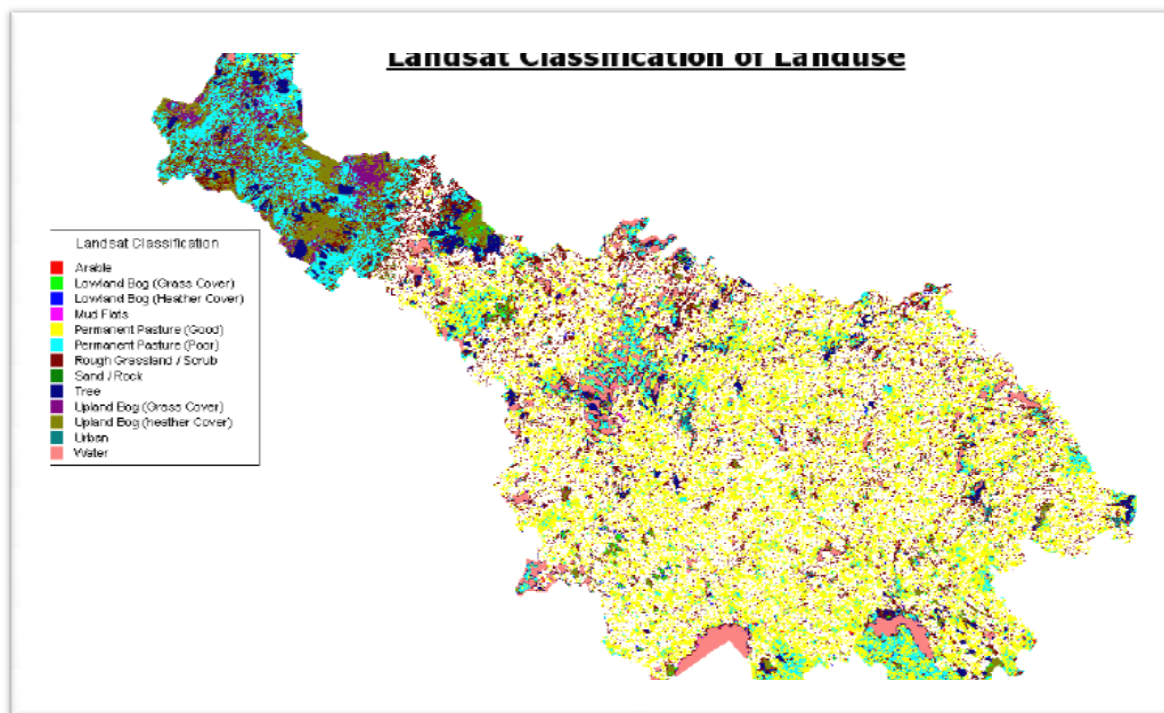 Landsat Classification of Landuse
Landsat Classification
Arable
Lowland Bog (Grass Cover)
Lowland Bog (Heather Cover)
Mud Flats
Permanent Pasture (Good)
Permanent Pasture (Poor)
Rough Grassland / Scrub
Sand / Rock
Tree
Upland Bog (Grass Cover)
Upland Bog (heather Cover)
Urban
Water